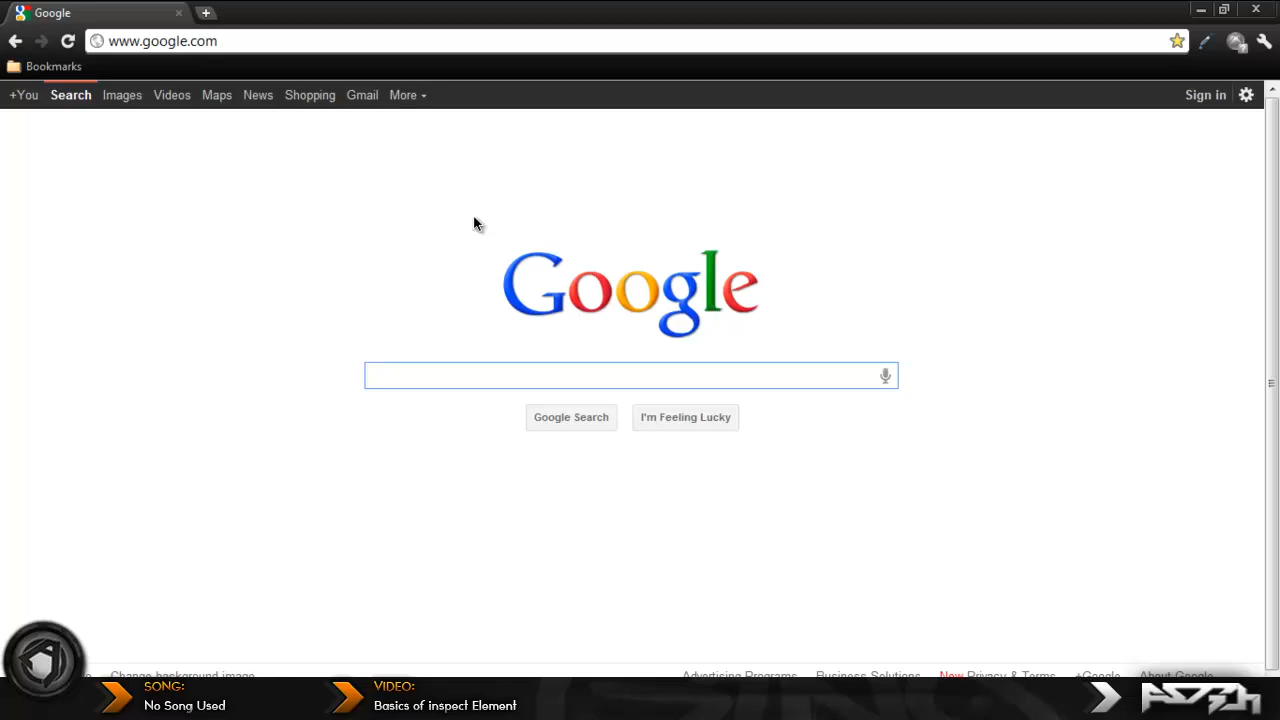 Google
www.google.com
Bookmarks
+You Search Images Videos Maps News Shopping Gmail More Sign in
Google
Google Search I'm Feeling Lucky
Change background image Advertising Programs Business Solutions New Privacy & Terms +Google About Google
SONG: VIDEO:
No Song Used Basics of inspect Element